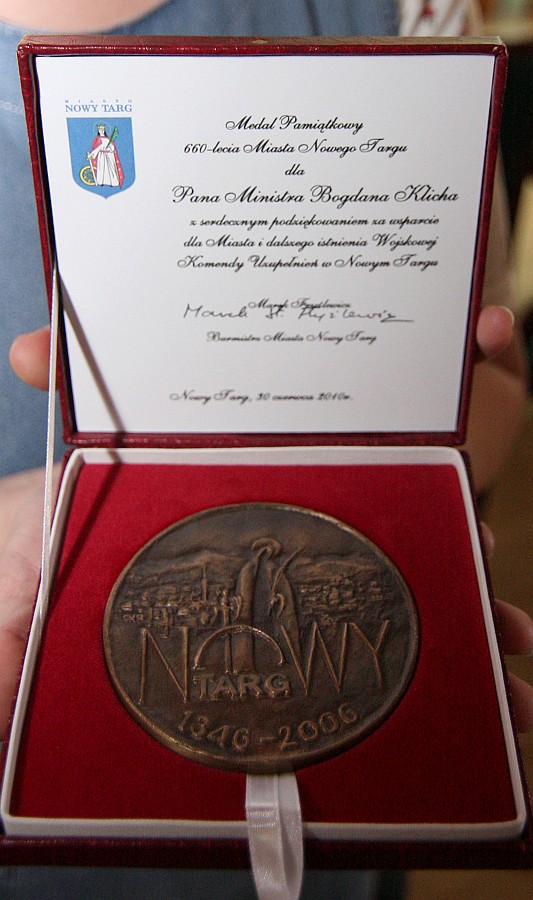 MIASTO
NOWY TARG
Medal Pamiątkowy
660-lecia Miasta Nowego Targu
dla
Pana Ministra Bogdana Klicha
z serdecznym podziękowaniem za wsparcie
dla Miasta i dalszego istnienia Wojskowej
Komendy Uzupełnień w Nowym Targu
Marek Fryźlewicz
Burmistrz Miasta Nowy Targ
Nowy Targ, 30 czerwca 2010r.
NOWY
TARG
1346-2006